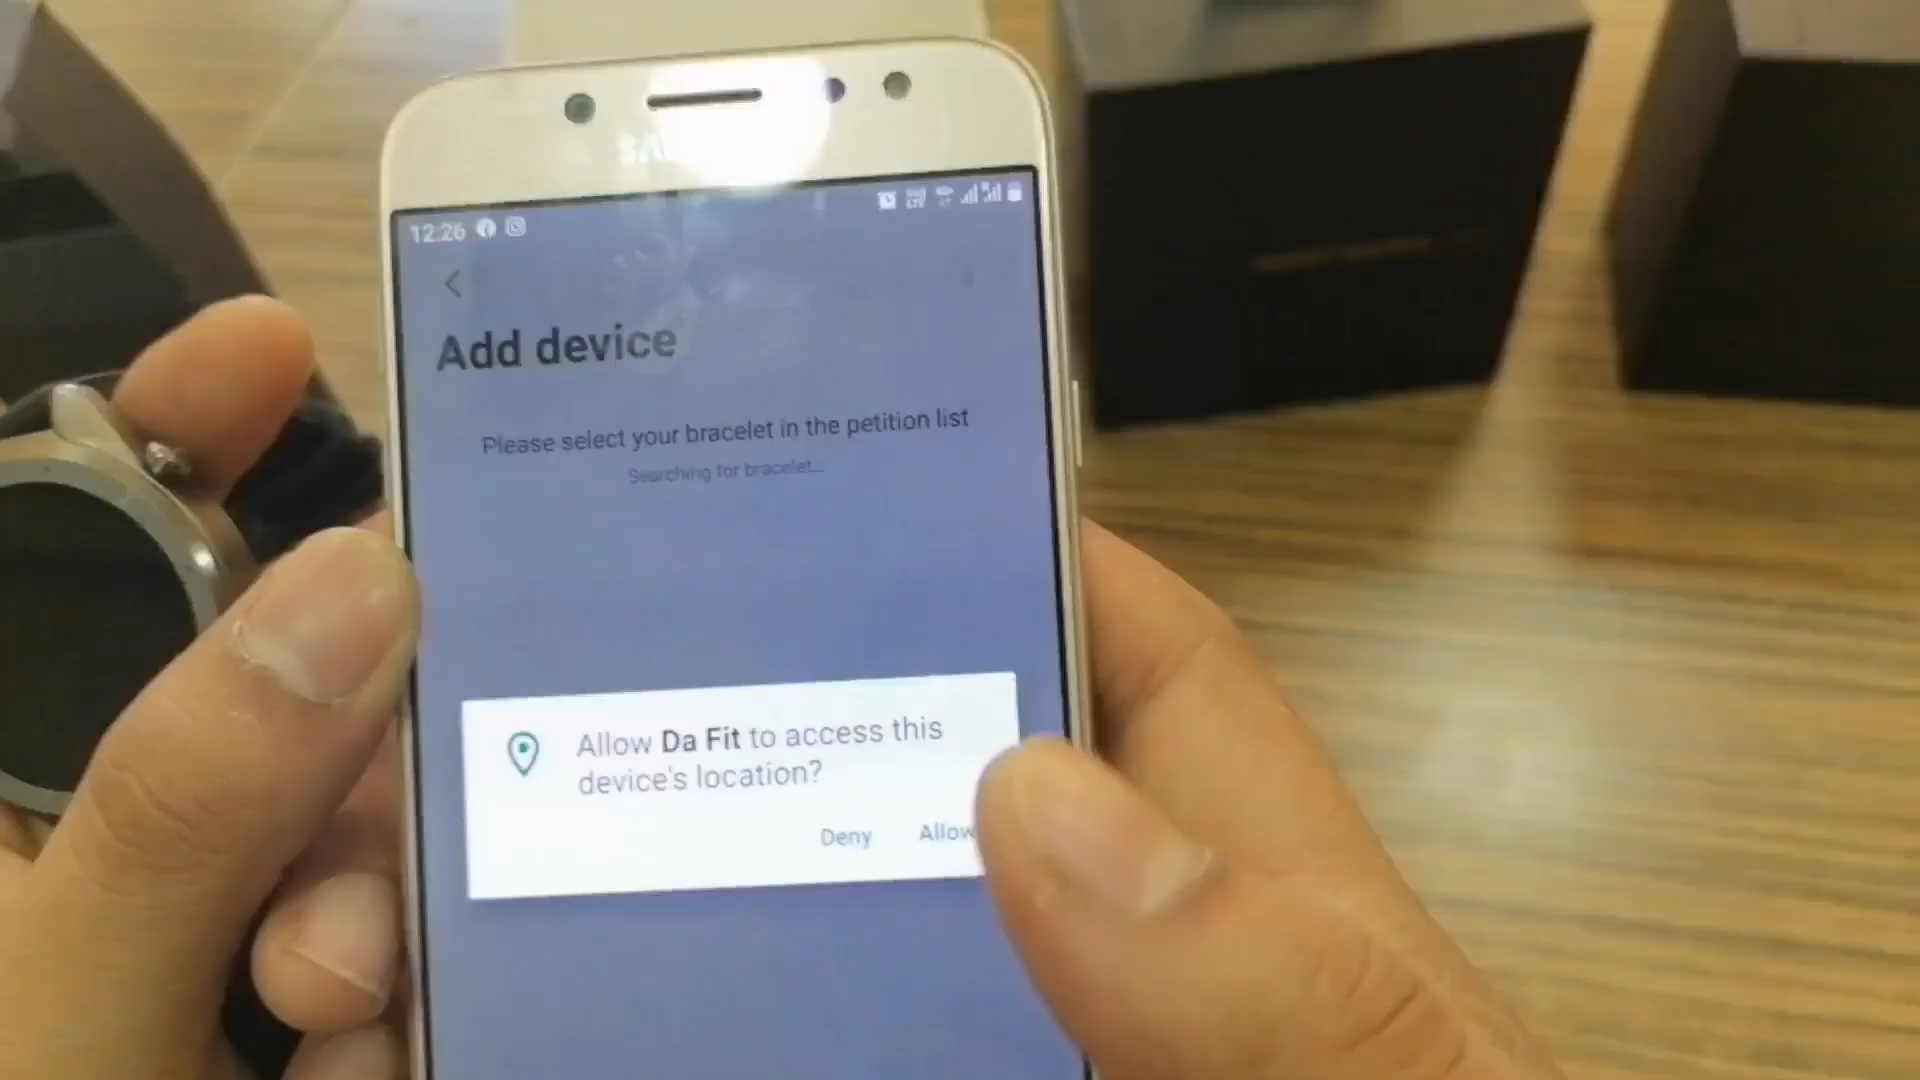 12:26
Add device
Please select your bracelet in the petition list
Searching for bracelet...
Allow Da Fit to access this
device's location?
Deny Allow